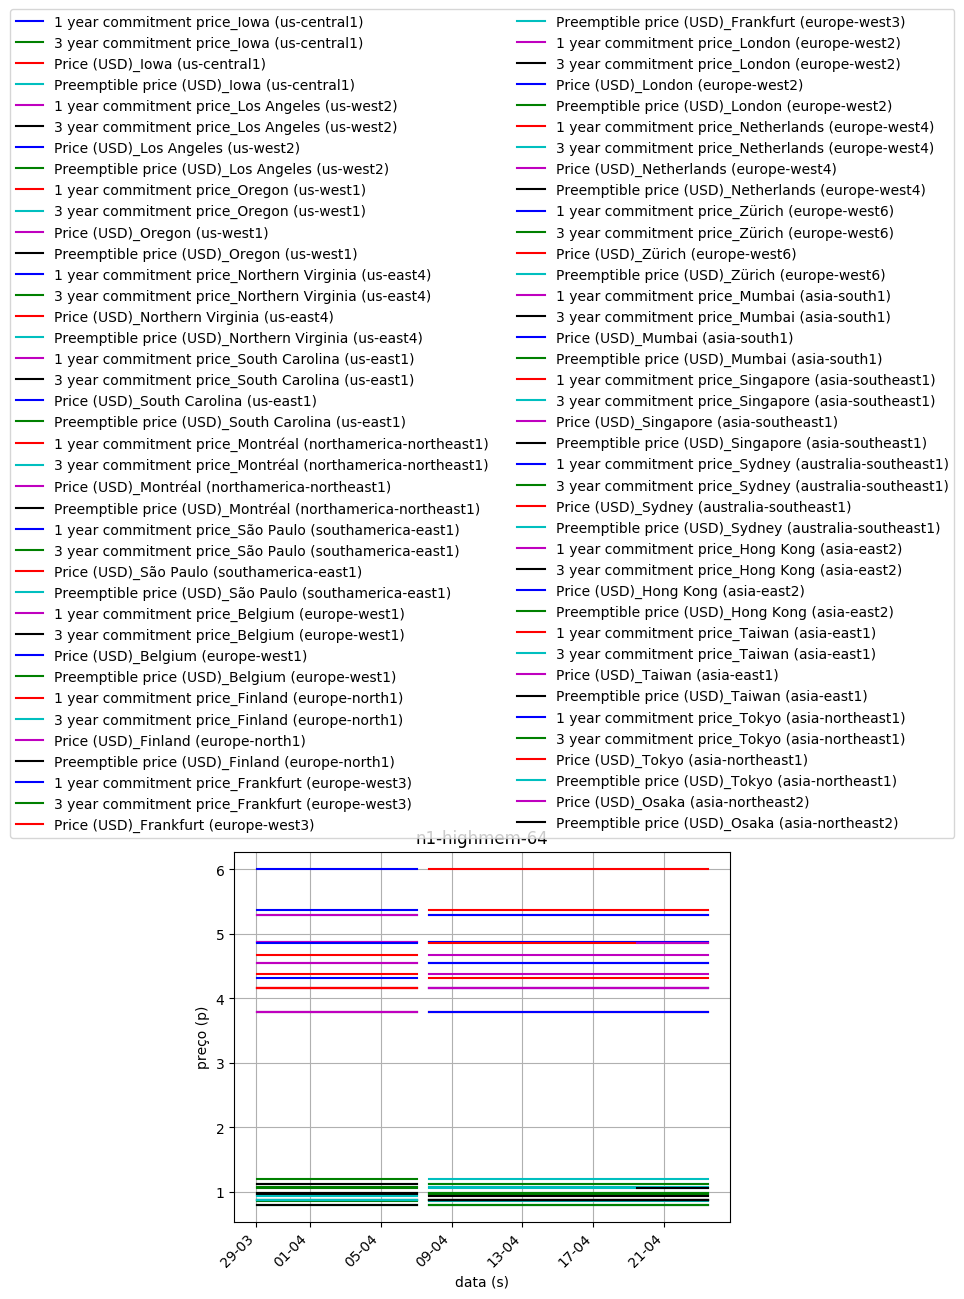 1 year commitment price_Iowa (us-central1)
3 year commitment price_Iowa (us-central1)
Price (USD)_Iowa (us-central1)
Preemptible price (USD)_Iowa (us-central1)
1 year commitment price_Los Angeles (us-west2)
3 year commitment price_Los Angeles (us-west2)
Price (USD)_Los Angeles (us-west2)
Preemptible price (USD)_Los Angeles (us-west2)
1 year commitment price_Oregon (us-west1)
3 year commitment price_Oregon (us-west1)
Price (USD)_Oregon (us-west1)
Preemptible price (USD)_Oregon (us-west1)
1 year commitment price_Northern Virginia (us-east4)
3 year commitment price_Northern Virginia (us-east4)
Price (USD)_Northern Virginia (us-east4)
Preemptible price (USD)_Northern Virginia (us-east4)
1 year commitment price_South Carolina (us-east1)
3 year commitment price_South Carolina (us-east1)
Price (USD)_South Carolina (us-east1)
Preemptible price (USD)_South Carolina (us-east1)
1 year commitment price_Montréal (northamerica-northeast1)
3 year commitment price_Montréal (northamerica-northeast1)
Price (USD)_Montréal (northamerica-northeast1)
Preemptible price (USD)_Montréal (northamerica-northeast1)
1 year commitment price_São Paulo (southamerica-east1)
3 year commitment price_São Paulo (southamerica-east1)
Price (USD)_São Paulo (southamerica-east1)
Preemptible price (USD)_São Paulo (southamerica-east1)
1 year commitment price_Belgium (europe-west1)
3 year commitment price_Belgium (europe-west1)
Price (USD)_Belgium (europe-west1)
Preemptible price (USD)_Belgium (europe-west1)
1 year commitment price_Finland (europe-north1)
3 year commitment price_Finland (europe-north1)
Price (USD)_Finland (europe-north1)
Preemptible price (USD)_Finland (europe-north1)
1 year commitment price_Frankfurt (europe-west3)
3 year commitment price_Frankfurt (europe-west3)
Price (USD)_Frankfurt (europe-west3)
Preemptible price (USD)_Frankfurt (europe-west3)
1 year commitment price_London (europe-west2)
3 year commitment price_London (europe-west2)
Price (USD)_London (europe-west2)
Preemptible price (USD)_London (europe-west2)
1 year commitment price_Netherlands (europe-west4)
3 year commitment price_Netherlands (europe-west4)
Price (USD)_Netherlands (europe-west4)
Preemptible price (USD)_Netherlands (europe-west4)
1 year commitment price_Zürich (europe-west6)
3 year commitment price_Zürich (europe-west6)
Price (USD)_Zürich (europe-west6)
Preemptible price (USD)_Zürich (europe-west6)
1 year commitment price_Mumbai (asia-south1)
3 year commitment price_Mumbai (asia-south1)
Price (USD)_Mumbai (asia-south1)
Preemptible price (USD)_Mumbai (asia-south1)
1 year commitment price_Singapore (asia-southeast1)
3 year commitment price_Singapore (asia-southeast1)
Price (USD)_Singapore (asia-southeast1)
Preemptible price (USD)_Singapore (asia-southeast1)
1 year commitment price_Sydney (australia-southeast1)
3 year commitment price_Sydney (australia-southeast1)
Price (USD)_Sydney (australia-southeast1)
Preemptible price (USD)_Sydney (australia-southeast1)
1 year commitment price_Hong Kong (asia-east2)
3 year commitment price_Hong Kong (asia-east2)
Price (USD)_Hong Kong (asia-east2)
Preemptible price (USD)_Hong Kong (asia-east2)
1 year commitment price_Taiwan (asia-east1)
3 year commitment price_Taiwan (asia-east1)
Price (USD)_Taiwan (asia-east1)
Preemptible price (USD)_Taiwan (asia-east1)
1 year commitment price_Tokyo (asia-northeast1)
3 year commitment price_Tokyo (asia-northeast1)
Price (USD)_Tokyo (asia-northeast1)
Preemptible price (USD)_Tokyo (asia-northeast1)
Price (USD)_Osaka (asia-northeast2)
Preemptible price (USD)_Osaka (asia-northeast2)
n1-highmem-64
6
5
4
3
2
1
preço (p)
29-03
01-04
05-04
09-04
13-04
17-04
21-04
data (s)